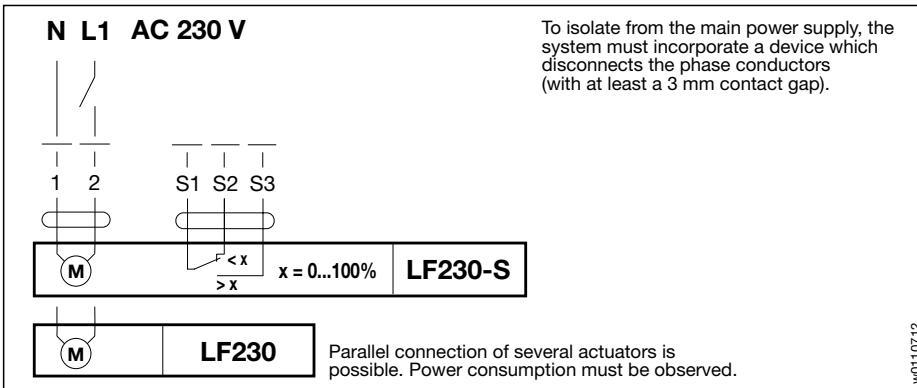 N L1 AC 230 V
To isolate from the main power supply, the
system must incorporate a device which
disconnects the phase conductors
(with at least a 3 mm contact gap).
1 2 S1 S2 S3
M
< x
> x
x = 0...100%
LF230-S
M
LF230
Parallel connection of several actuators is
possible. Power consumption must be observed.
w0110712